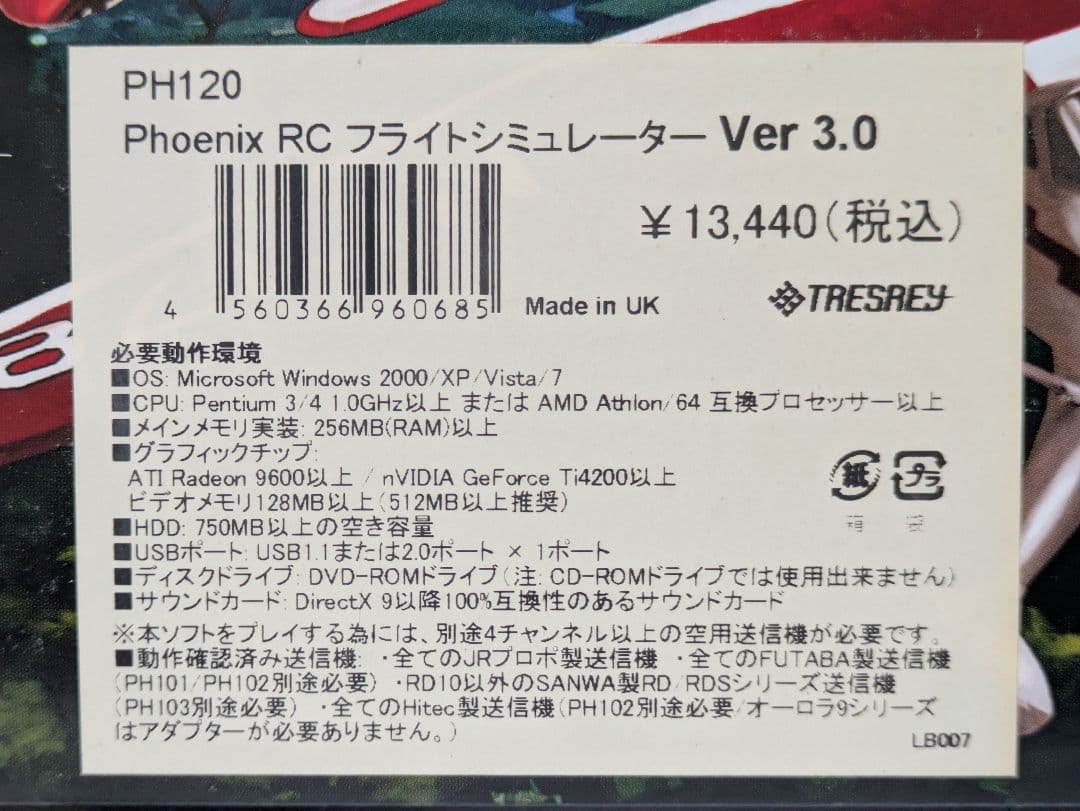 PH120
Phoenix RC フライトシミュレーター Ver 3.0
¥13,440(税込)
4 560366 960685
Made in UK
TRESREY
必要動作環境
■OS: Microsoft Windows 2000/XP/Vista/7
■CPU: Pentium 3/4 1.0GHz以上 または AMD Athlon/64 互換プロセッサー以上
■メインメモリ実装: 256MB(RAM)以上
■グラフィックチップ:
ATI Radeon 9600以上 / nVIDIA GeForce Ti4200以上
ビデオメモリ128MB以上(512MB以上推奨)
紙 プラ
箱 袋
■HDD: 750MB以上の空き容量
■USBポート: USB1.1または2.0ポート × 1ポート
■ディスクドライブ: DVD-ROMドライブ(注: CD-ROMドライブでは使用出来ません)
■サウンドカード: DirectX 9以降100%互換性のあるサウンドカード
※本ソフトをプレイする為には、別途4チャンネル以上の空用送信機が必要です。
■動作確認済み送信機: ・全てのJRプロポ製送信機 ・全てのFUTABA製送信機
(PH101/PH102別途必要) ・RD10以外のSANWA製RD/RDSシリーズ送信機
(PH103別途必要) ・全てのHitec製送信機(PH102別途必要/オーロラ9シリーズ
はアダプターが必要ありません。)
LB007